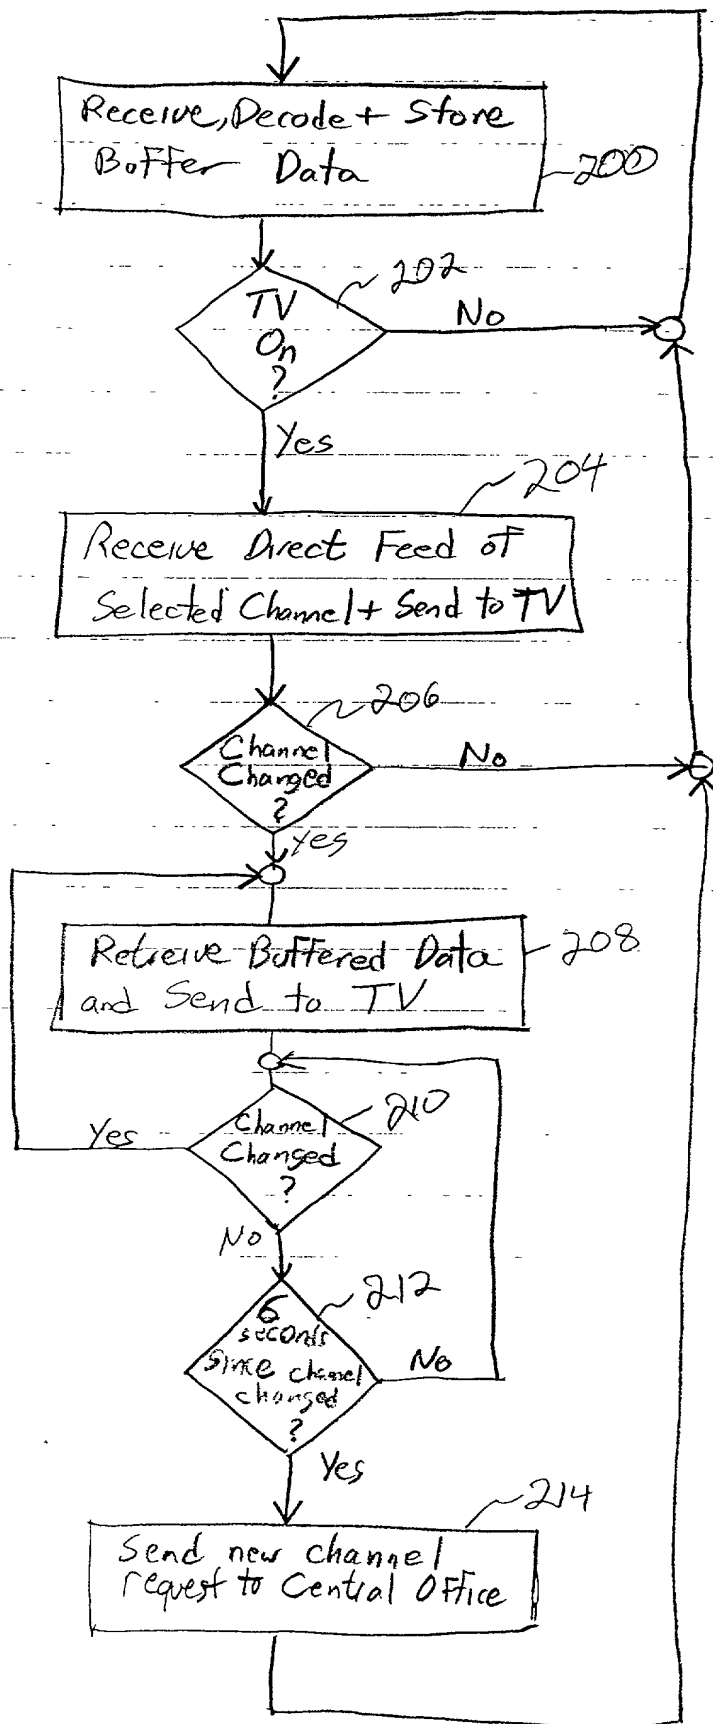 Receive, Decode + Store
Buffer Data
200
202
TV
On
?
No
Yes
204
Receive Direct Feed of
Selected Channel + Send to TV
206
Channel
Changed
?
No
Yes
Retreive Buffered Data
and Send to TV
208
210
Channel
Changed
?
Yes
No
212
6
seconds
since channel
changed
?
No
Yes
214
Send new channel
request to Central Office